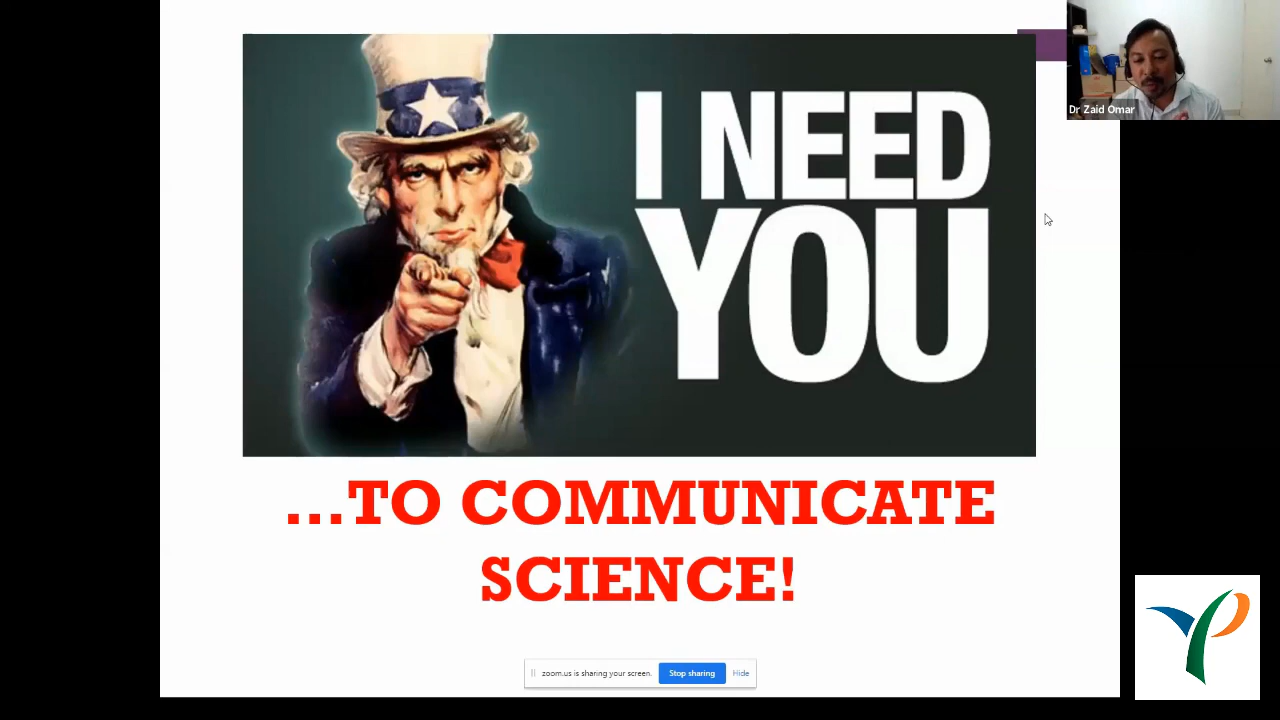 I NEED
YOU
Dr Zaid Omar
...TO COMMUNICATE
SCIENCE!
zoom.us is sharing your screen. Stop sharing Hide